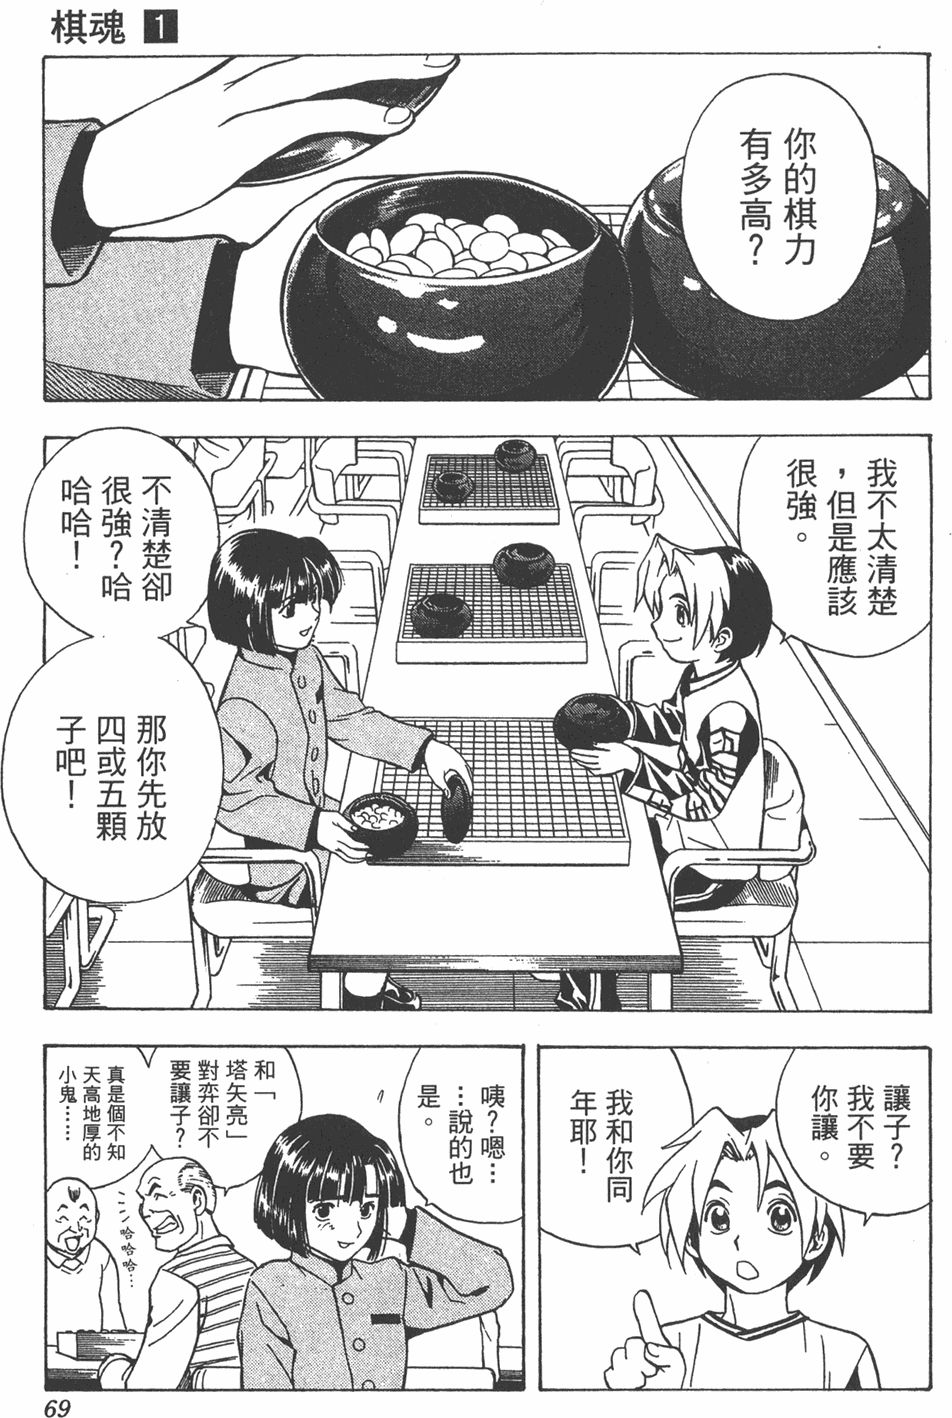 棋魂 1
你的棋力
有多高？
我不太清楚
，但是應該
很強。
不清楚卻
很強？哈
哈哈！
那你先放
四或五顆
子吧！
讓子？
我不要
你讓。
我和你同
年耶！
咦？嗯…
…說的也
是。
和「
塔矢亮」
對弈卻不
要讓子？
真是個不知
天高地厚的
小鬼……
哈哈哈…
69